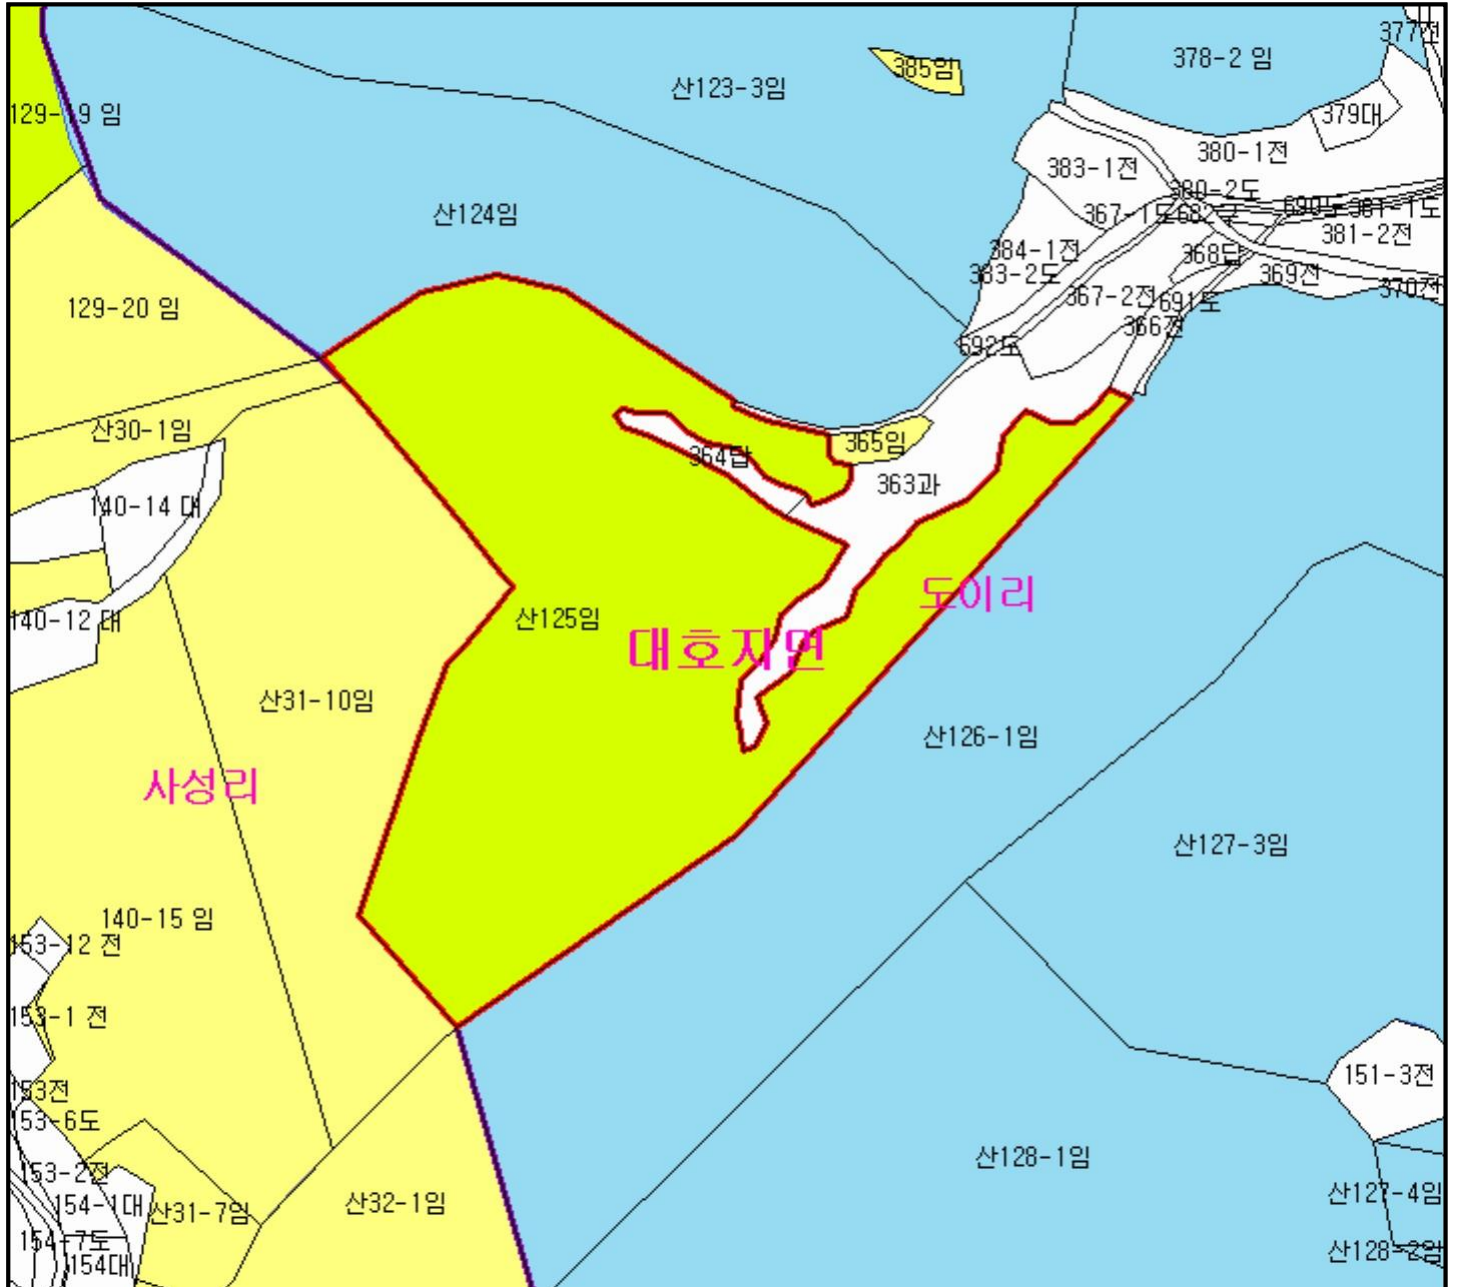 377전
378-2 임
385임
산123-3임
129-19 임
379대
380-1전
383-1전
380-2도
산124임
367-1도
690도
381-1도
381-2전
384-1전
368답
383-2도
369전
370전
367-2전
691도
366전
129-20 임
692도
산30-1임
365임
364답
363과
140-14 대
도이리
산125임
140-12 대
대호지면
산31-10임
산126-1임
사성리
산127-3임
140-15 임
153-12 전
153-1 전
151-3전
153전
153-6도
산128-1임
153-2전
산127-4임
154-1대
산31-7임
산32-1임
154-7도
산128-2임
154대